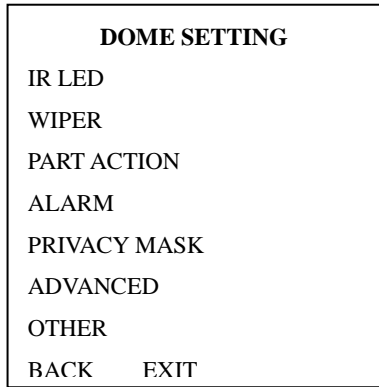 DOME SETTING
IR LED
WIPER
PART ACTION
ALARM
PRIVACY MASK
ADVANCED
OTHER
BACK EXIT